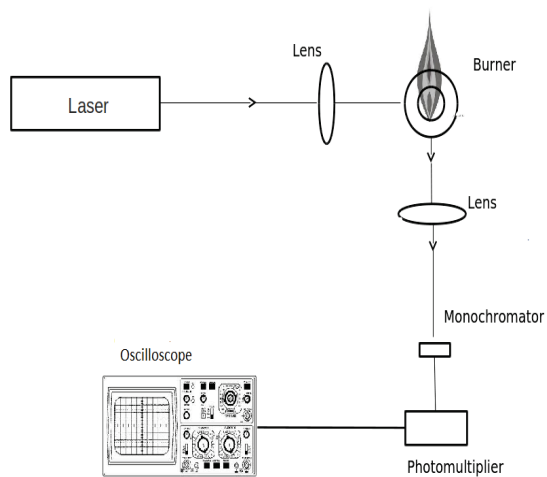 Lens
Burner
Laser
Lens
Monochromator
Oscilloscope
Photomultiplier